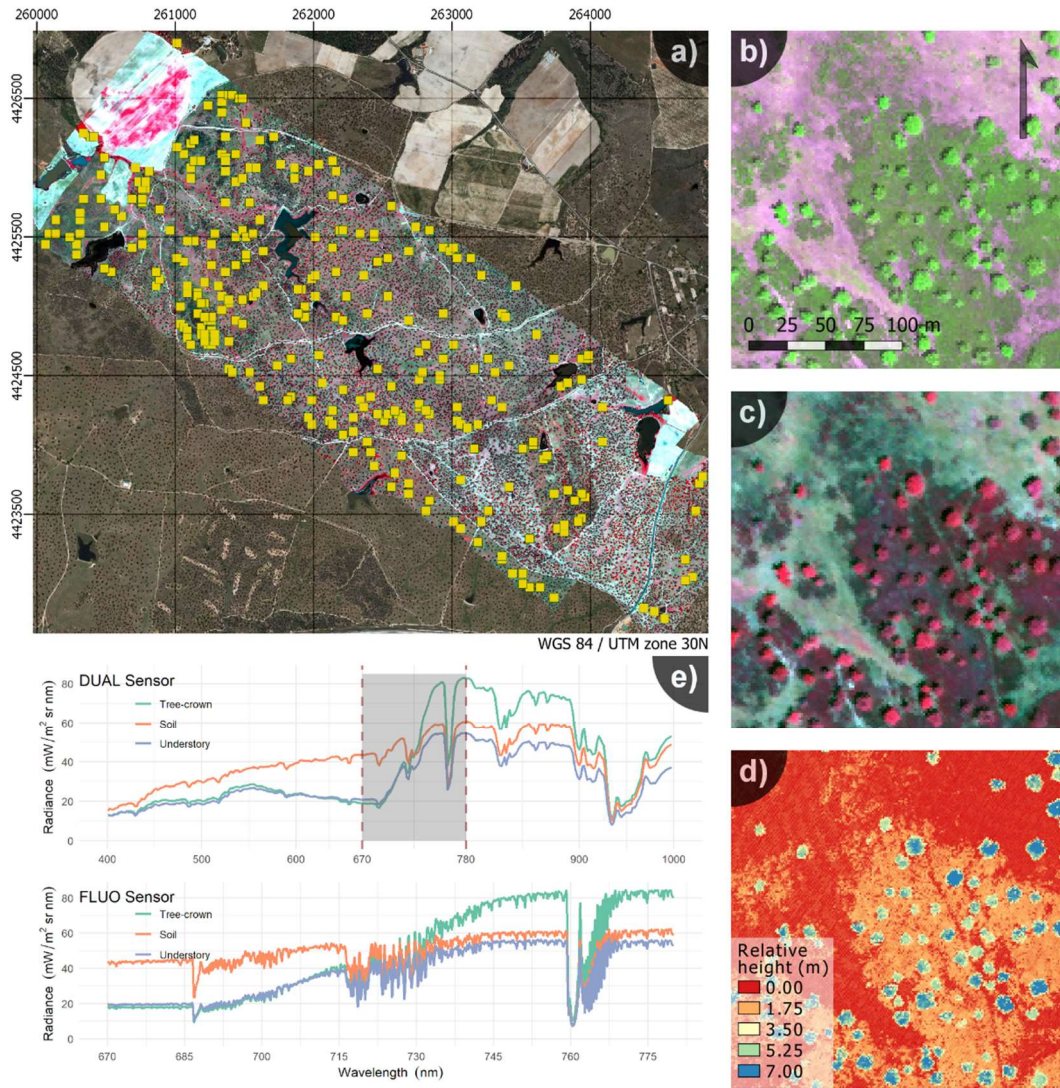 260000 261000 262000 263000 264000
a)
4426500
4425500
4424500
4423500
WGS 84 / UTM zone 30N
b)
0 25 50 75 100 m
c)
d)
Relative
height (m)
0.00
1.75
3.50
5.25
7.00
e)
DUAL Sensor
Tree-crown
Soil
Understory
Radiance (mW/m² sr nm)
80
60
40
20
0
400 500 600 670 780 900 1000
FLUO Sensor
Tree-crown
Soil
Understory
Radiance (mW/m² sr nm)
80
60
40
20
0
670 685 700 715 730 745 760 775
Wavelength (nm)